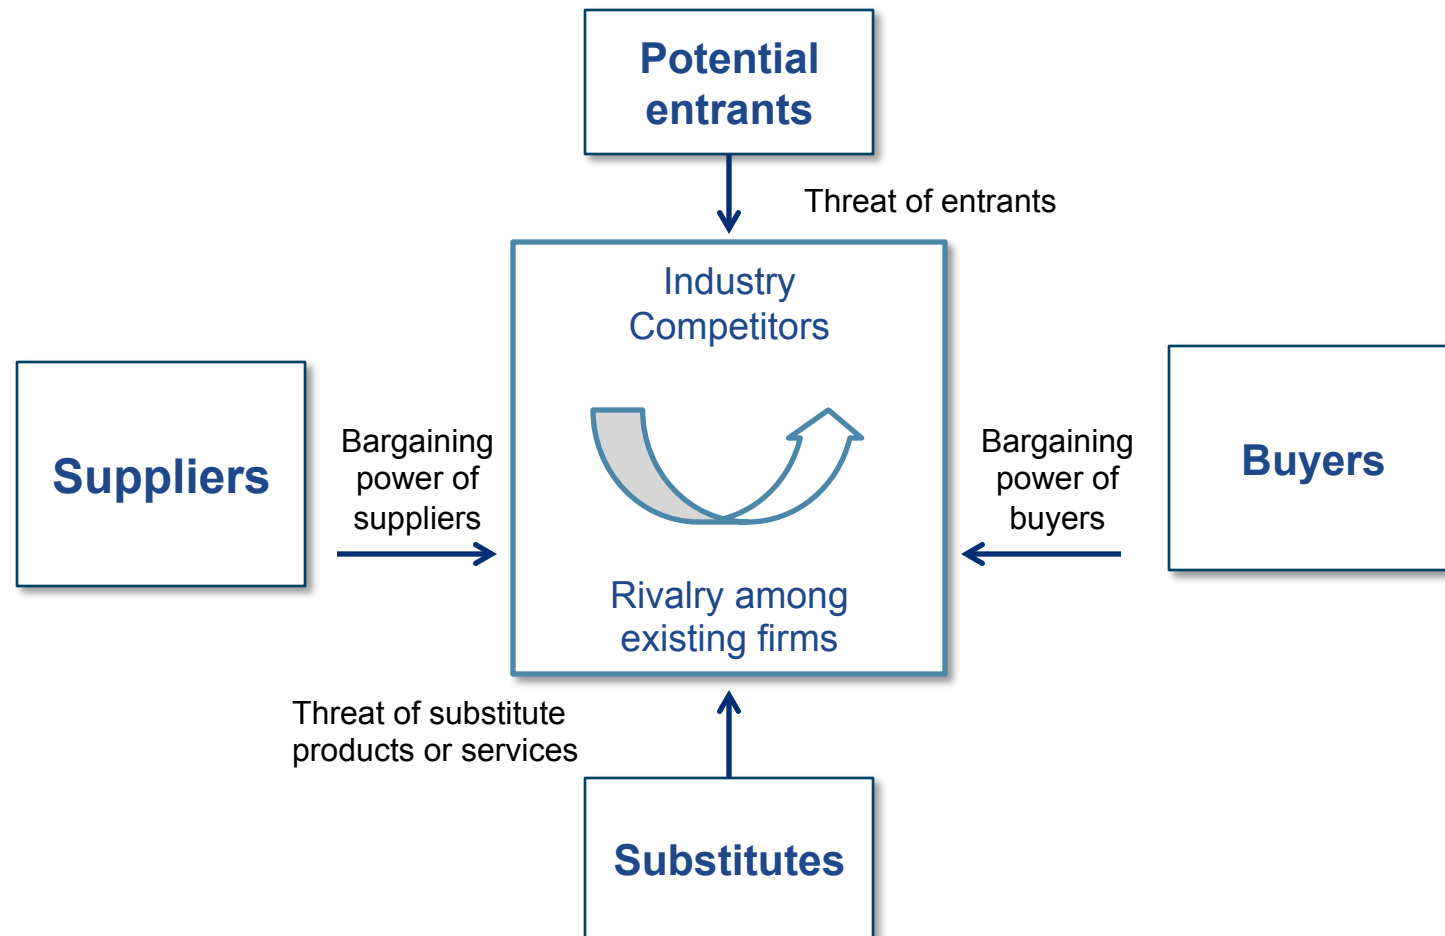 Potential
entrants
Threat of entrants
Industry
Competitors
Suppliers
Bargaining
power of
suppliers
Bargaining
power of
buyers
Buyers
Rivalry among
existing firms
Threat of substitute
products or services
Substitutes